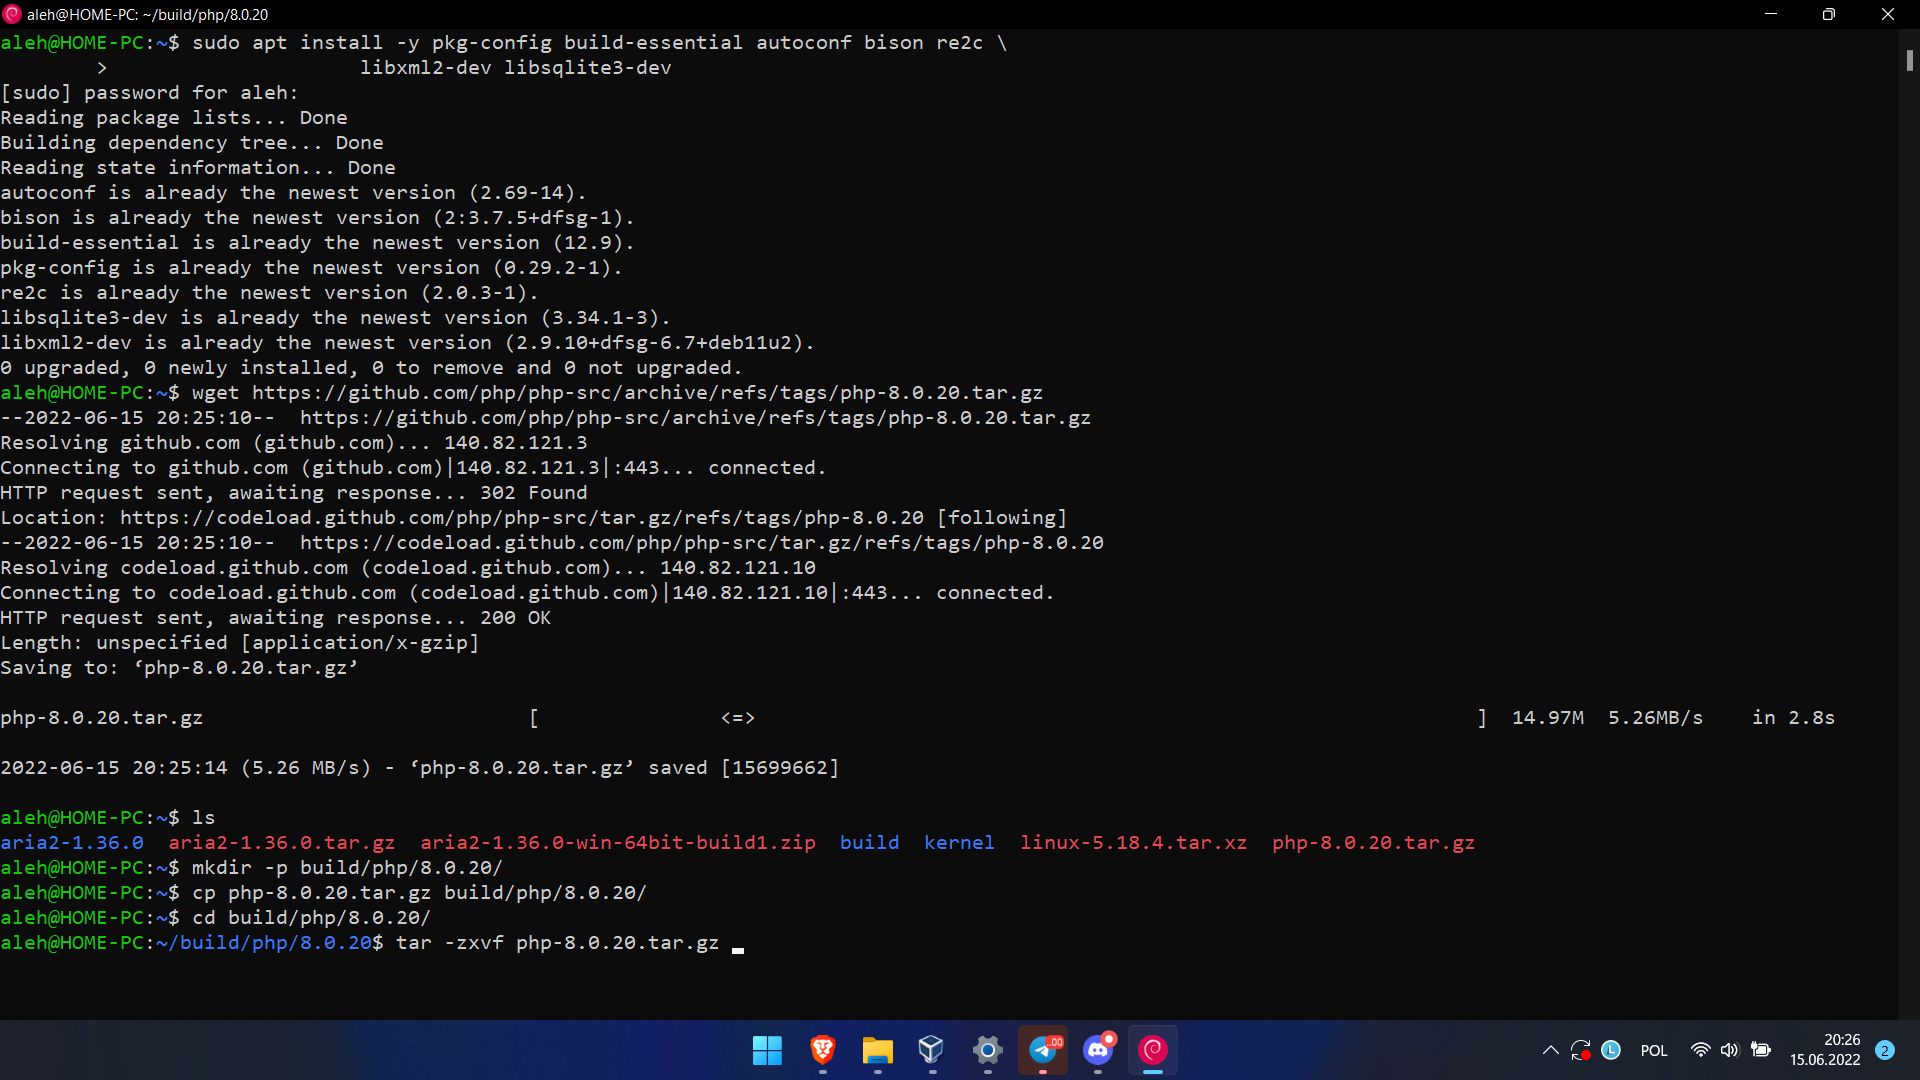 aleh@HOME-PC: ~/build/php/8.0.20
aleh@HOME-PC:~$ sudo apt install -y pkg-config build-essential autoconf bison re2c \
> libxml2-dev libsqlite3-dev
[sudo] password for aleh:
Reading package lists... Done
Building dependency tree... Done
Reading state information... Done
autoconf is already the newest version (2.69-14).
bison is already the newest version (2:3.7.5+dfsg-1).
build-essential is already the newest version (12.9).
pkg-config is already the newest version (0.29.2-1).
re2c is already the newest version (2.0.3-1).
libsqlite3-dev is already the newest version (3.34.1-3).
libxml2-dev is already the newest version (2.9.10+dfsg-6.7+deb11u2).
0 upgraded, 0 newly installed, 0 to remove and 0 not upgraded.
aleh@HOME-PC:~$ wget https://github.com/php/php-src/archive/refs/tags/php-8.0.20.tar.gz
--2022-06-15 20:25:10--  https://github.com/php/php-src/archive/refs/tags/php-8.0.20.tar.gz
Resolving github.com (github.com)... 140.82.121.3
Connecting to github.com (github.com)|140.82.121.3|:443... connected.
HTTP request sent, awaiting response... 302 Found
Location: https://codeload.github.com/php/php-src/tar.gz/refs/tags/php-8.0.20 [following]
--2022-06-15 20:25:10--  https://codeload.github.com/php/php-src/tar.gz/refs/tags/php-8.0.20
Resolving codeload.github.com (codeload.github.com)... 140.82.121.10
Connecting to codeload.github.com (codeload.github.com)|140.82.121.10|:443... connected.
HTTP request sent, awaiting response... 200 OK
Length: unspecified [application/x-gzip]
Saving to: ‘php-8.0.20.tar.gz’
php-8.0.20.tar.gz [ <=> ] 14.97M 5.26MB/s in 2.8s
2022-06-15 20:25:14 (5.26 MB/s) - ‘php-8.0.20.tar.gz’ saved [15699662]
aleh@HOME-PC:~$ ls
aria2-1.36.0 aria2-1.36.0.tar.gz aria2-1.36.0-win-64bit-build1.zip build kernel linux-5.18.4.tar.xz php-8.0.20.tar.gz
aleh@HOME-PC:~$ mkdir -p build/php/8.0.20/
aleh@HOME-PC:~$ cp php-8.0.20.tar.gz build/php/8.0.20/
aleh@HOME-PC:~$ cd build/php/8.0.20/
aleh@HOME-PC:~/build/php/8.0.20$ tar -zxvf php-8.0.20.tar.gz
.00
POL
20:26
15.06.2022
2